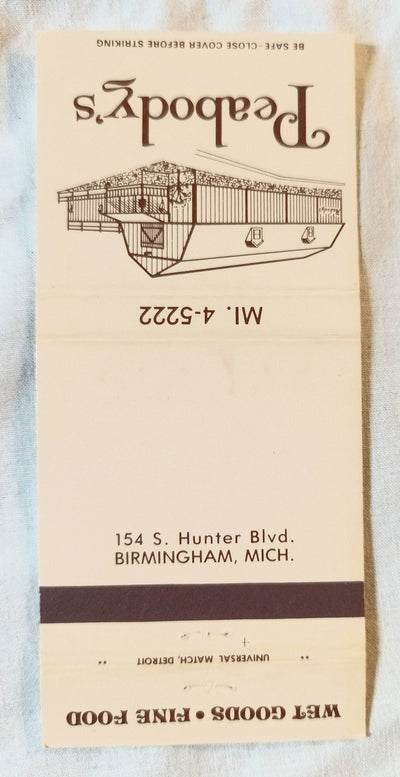 BE SAFE - CLOSE COVER BEFORE STRIKING
Peabody's
MI. 4-5222
154 S. Hunter Blvd.
BIRMINGHAM, MICH.
UNIVERSAL MATCH, DETROIT
WET GOODS • FINE FOOD